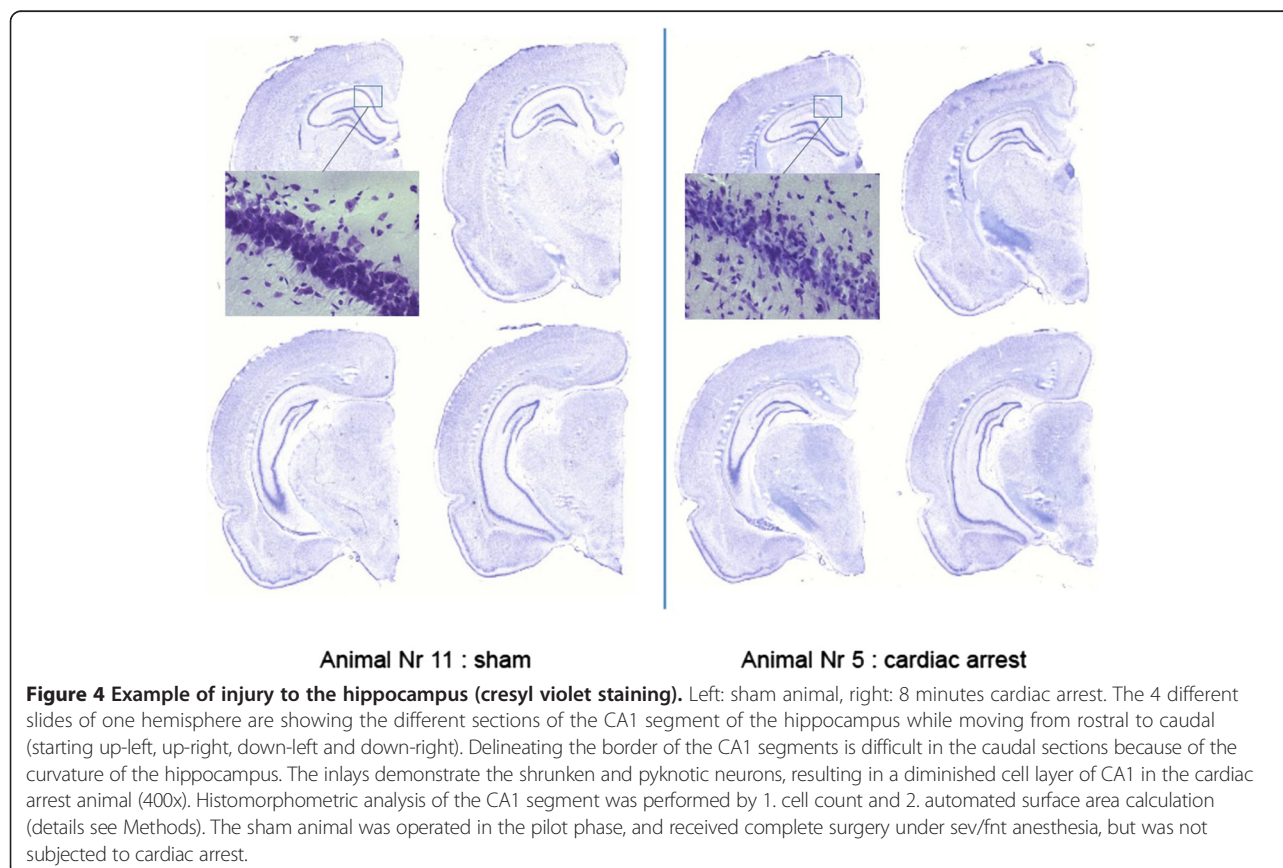 Animal Nr 11 : sham
Animal Nr 5 : cardiac arrest
Figure 4 Example of injury to the hippocampus (cresyl violet staining). Left: sham animal, right: 8 minutes cardiac arrest. The 4 different
slides of one hemisphere are showing the different sections of the CA1 segment of the hippocampus while moving from rostral to caudal
(starting up-left, up-right, down-left and down-right). Delineating the border of the CA1 segments is difficult in the caudal sections because of the
curvature of the hippocampus. The inlays demonstrate the shrunken and pyknotic neurons, resulting in a diminished cell layer of CA1 in the cardiac
arrest animal (400x). Histomorphometric analysis of the CA1 segment was performed by 1. cell count and 2. automated surface area calculation
(details see Methods). The sham animal was operated in the pilot phase, and received complete surgery under sev/fnt anesthesia, but was not
subjected to cardiac arrest.